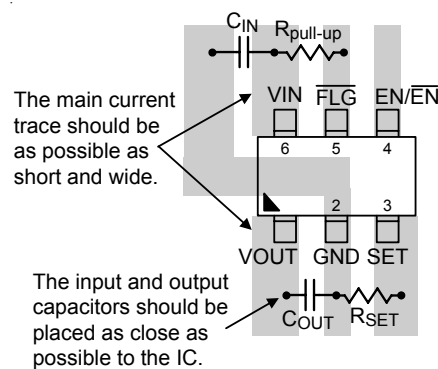 CIN
Rpull-up
The main current
trace should be
as possible as
short and wide.
VIN FLG EN/EN
6 5 4
2 3
VOUT GND SET
The input and output
capacitors should be
placed as close as
possible to the IC.
COUT RSET